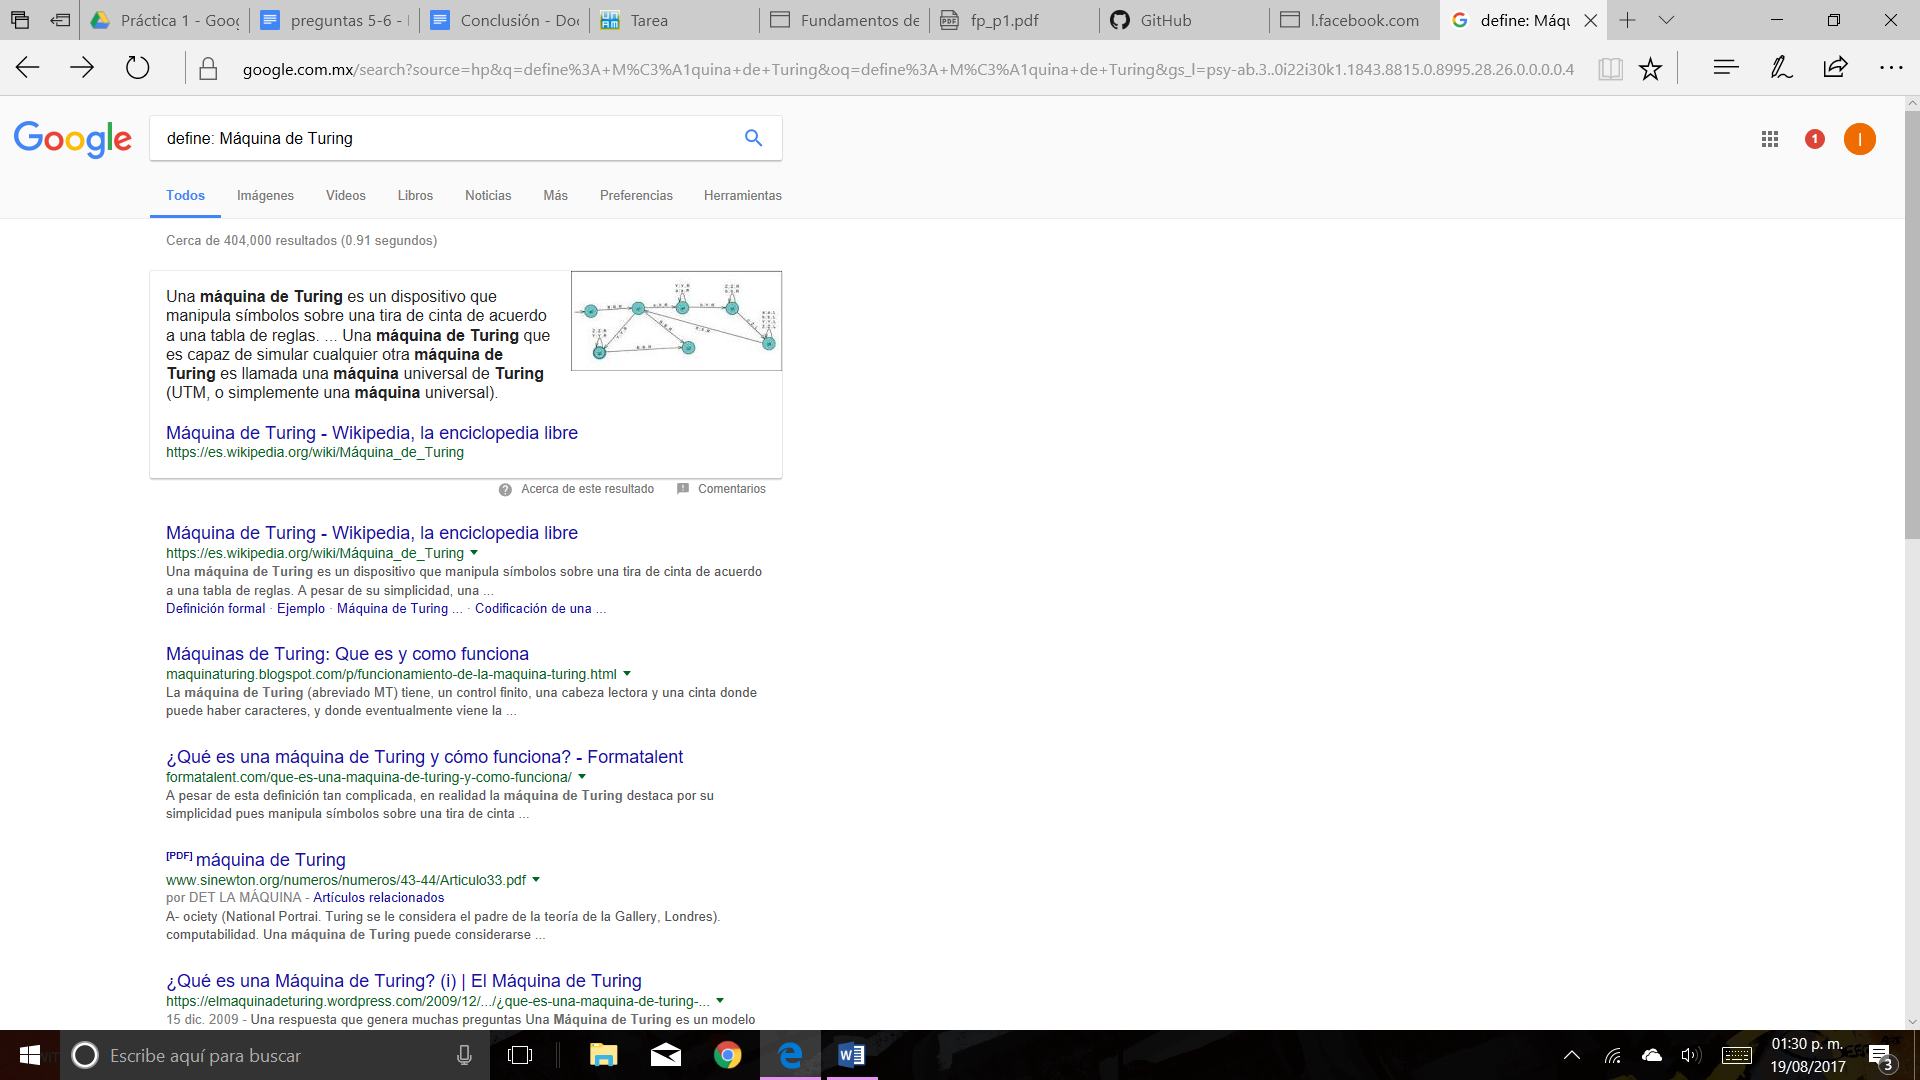 Práctica 1 - Goog
preguntas 5-6 -
Conclusión - Doc
Tarea
Fundamentos de
fp_p1.pdf
GitHub
l.facebook.com
define: Máqu
google.com.mx/search?source=hp&q=define%3A+M%C3%A1quina+de+Turing&oq=define%3A+M%C3%A1quina+de+Turing&gs_l=psy-ab.3..0i22i30k1.1843.8815.0.8995.28.26.0.0.0.0.4
Google
define: Máquina de Turing
1
I
Todos Imágenes Videos Libros Noticias Más Preferencias Herramientas
Cerca de 404,000 resultados (0.91 segundos)
Una máquina de Turing es un dispositivo que
manipula símbolos sobre una tira de cinta de acuerdo
a una tabla de reglas. ... Una máquina de Turing que
es capaz de simular cualquier otra máquina de
Turing es llamada una máquina universal de Turing
(UTM, o simplemente una máquina universal).
Máquina de Turing - Wikipedia, la enciclopedia libre
https://es.wikipedia.org/wiki/Máquina_de_Turing
Acerca de este resultado Comentarios
Máquina de Turing - Wikipedia, la enciclopedia libre
https://es.wikipedia.org/wiki/Máquina_de_Turing
Una máquina de Turing es un dispositivo que manipula símbolos sobre una tira de cinta de acuerdo
a una tabla de reglas. A pesar de su simplicidad, una ...
Definición formal · Ejemplo · Máquina de Turing ... · Codificación de una ...
Máquinas de Turing: Que es y como funciona
maquinaturing.blogspot.com/p/funcionamiento-de-la-maquina-turing.html
La máquina de Turing (abreviado MT) tiene, un control finito, una cabeza lectora y una cinta donde
puede haber caracteres, y donde eventualmente viene la ...
¿Qué es una máquina de Turing y cómo funciona? - Formatalent
formatalent.com/que-es-una-maquina-de-turing-y-como-funciona/
A pesar de esta definición tan complicada, en realidad la máquina de Turing destaca por su
simplicidad pues manipula símbolos sobre una tira de cinta ...
[PDF] máquina de Turing
www.sinewton.org/numeros/numeros/43-44/Articulo33.pdf
por DET LA MÁQUINA - Artículos relacionados
A- ociety (National Portrai. Turing se le considera el padre de la teoría de la Gallery, Londres).
computabilidad. Una máquina de Turing puede considerarse ...
¿Qué es una Máquina de Turing? (i) | El Máquina de Turing
https://elmaquinadeturing.wordpress.com/2009/12/.../¿que-es-una-maquina-de-turing-...
15 dic. 2009 - Una respuesta que genera muchas preguntas Una Máquina de Turing es un modelo
Escribe aquí para buscar
01:30 p. m.
19/08/2017
3